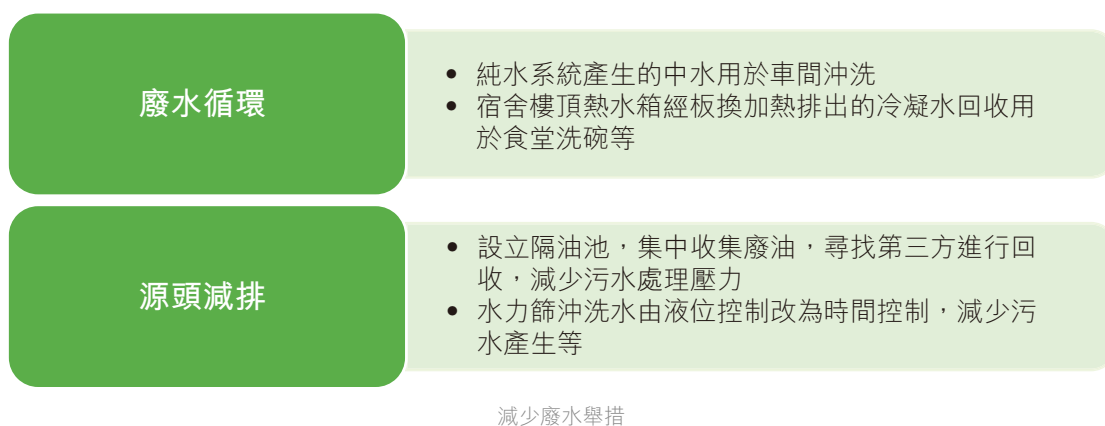 廢水循環
• 純水系統產生的中水用於車間沖洗
• 宿舍樓頂熱水箱經板換加熱排出的冷凝水回收用
於食堂洗碗等
源頭減排
• 設立隔油池，集中收集廢油，尋找第三方進行回
收，減少污水處理壓力
• 水力篩沖洗水由液位控制改為時間控制，減少污
水產生等
減少廢水舉措